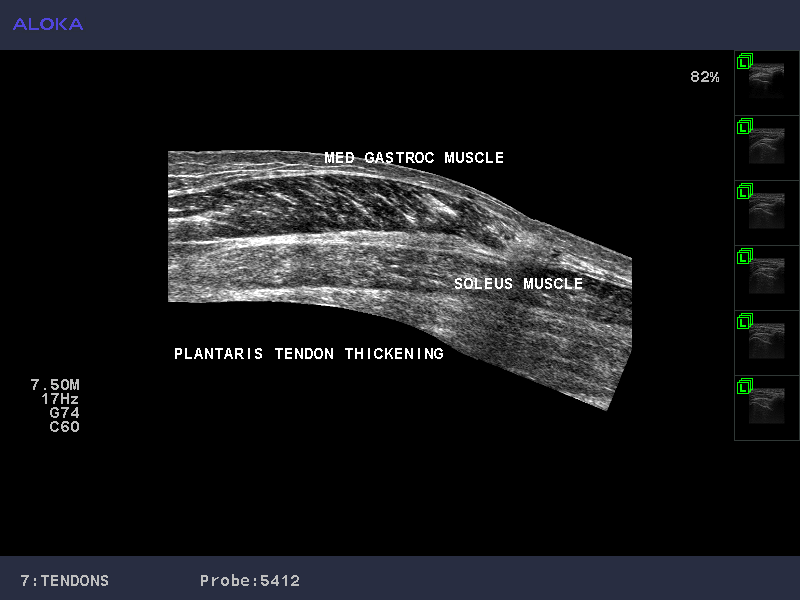 ALOKA
82%
MED GASTROC MUSCLE
SOLEUS MUSCLE
PLANTARIS TENDON THICKENING
7.50M
17Hz
G74
C60
7:TENDONS Probe:5412
L
L
L
L
L
L